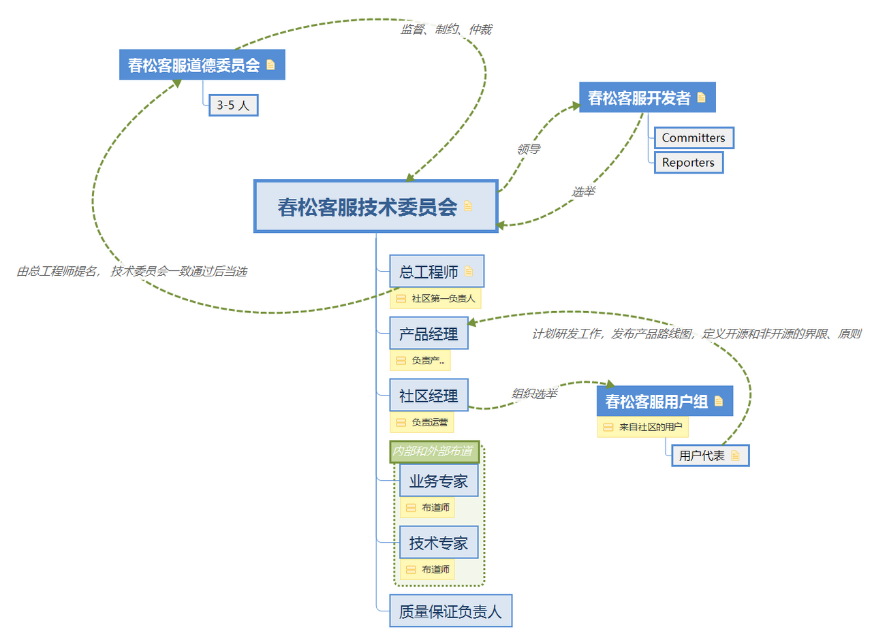 监督、制约、仲裁
春松客服道德委员会
3-5 人
春松客服开发者
Committers
Reporters
领导
选举
春松客服技术委员会
由总工程师提名， 技术委员会一致通过后当选
总工程师
社区第一负责人
产品经理
负责产..
计划研发工作，发布产品路线图，定义开源和非开源的界限、原则
社区经理
负责运营
组织选举
春松客服用户组
来自社区的用户
用户代表
内部和外部布道
业务专家
布道师
技术专家
布道师
质量保证负责人